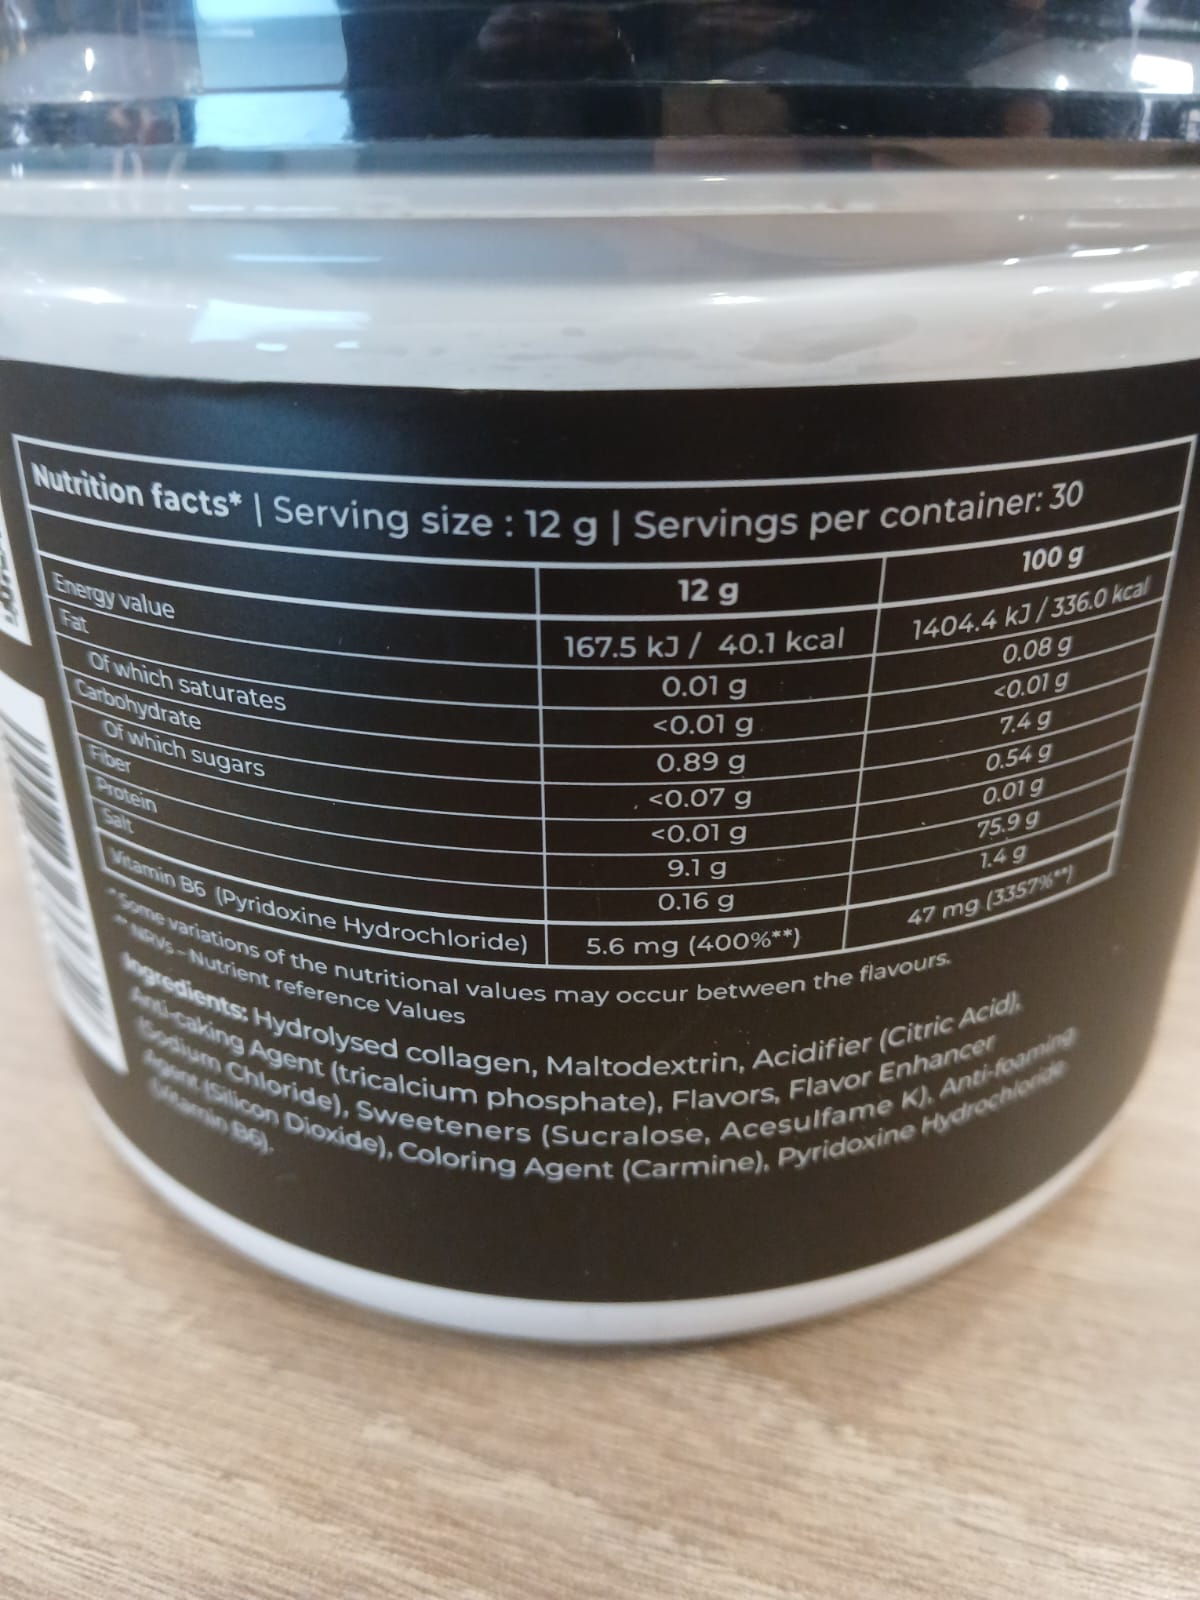 Nutrition facts* | Serving size : 12 g | Servings per container: 30
12 g 100 g
Energy value 167.5 kJ / 40.1 kcal 1404.4 kJ / 336.0 kcal
Fat 0.01 g 0.08 g
Of which saturates <0.01 g <0.01 g
Carbohydrate 0.89 g 7.4 g
Of which sugars <0.07 g 0.54 g
Fiber <0.01 g 0.01 g
Protein 9.1 g 75.9 g
Salt 0.16 g 1.4 g
Vitamin B6 (Pyridoxine Hydrochloride) 5.6 mg (400%**) 47 mg (3357%**)
*Some variations of the nutritional values may occur between the flavours.
** NRVs - Nutrient reference Values
Ingredients: Hydrolysed collagen, Maltodextrin, Acidifier (Citric Acid),
Anti-caking Agent (tricalcium phosphate), Flavors, Flavor Enhancer
(Sodium Chloride), Sweeteners (Sucralose, Acesulfame K), Anti-foaming
Agent (Silicon Dioxide), Coloring Agent (Carmine), Pyridoxine Hydrochloride
(Vitamin B6).